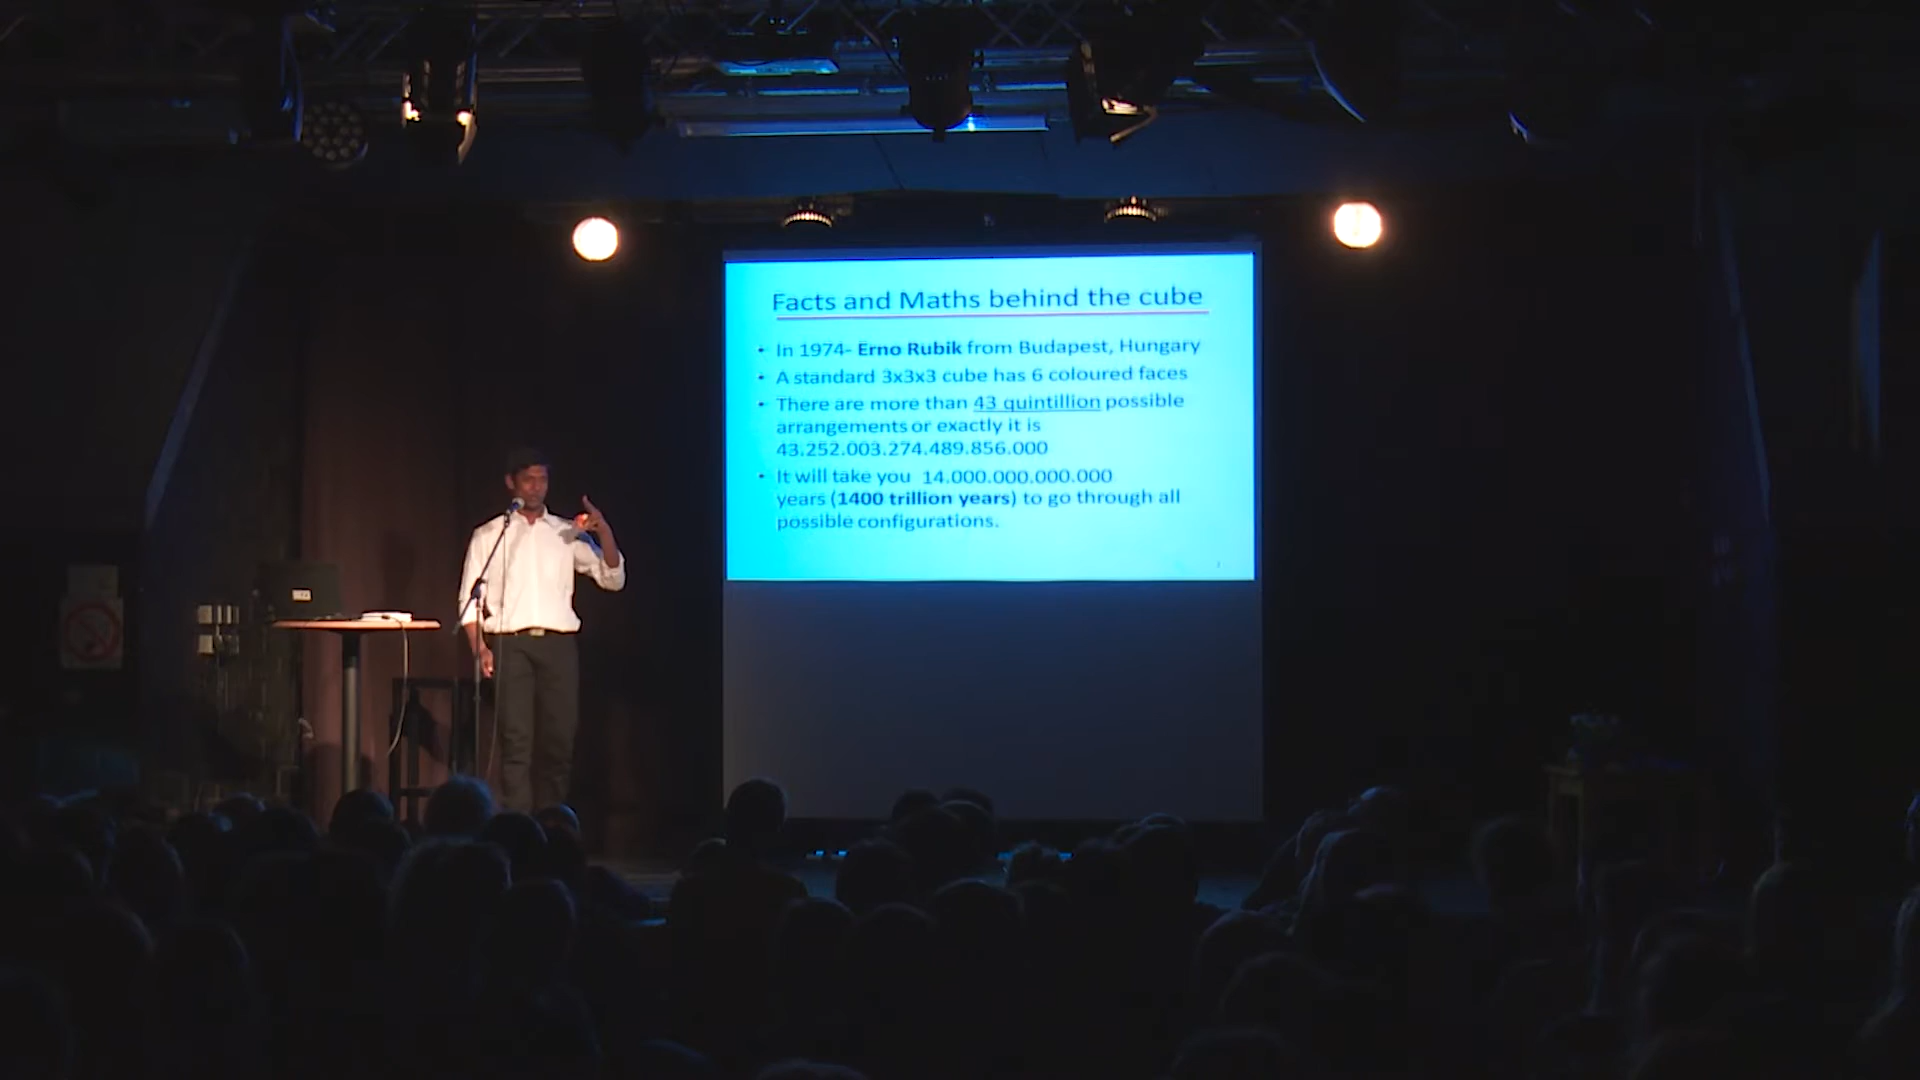 Facts and Maths behind the cube
• In 1974- Erno Rubik from Budapest, Hungary
• A standard 3x3x3 cube has 6 coloured faces
• There are more than 43 quintillion possible
arrangements or exactly it is
43.252.003.274.489.856.000
• It will take you 14.000.000.000.000
years (1400 trillion years) to go through all
possible configurations.